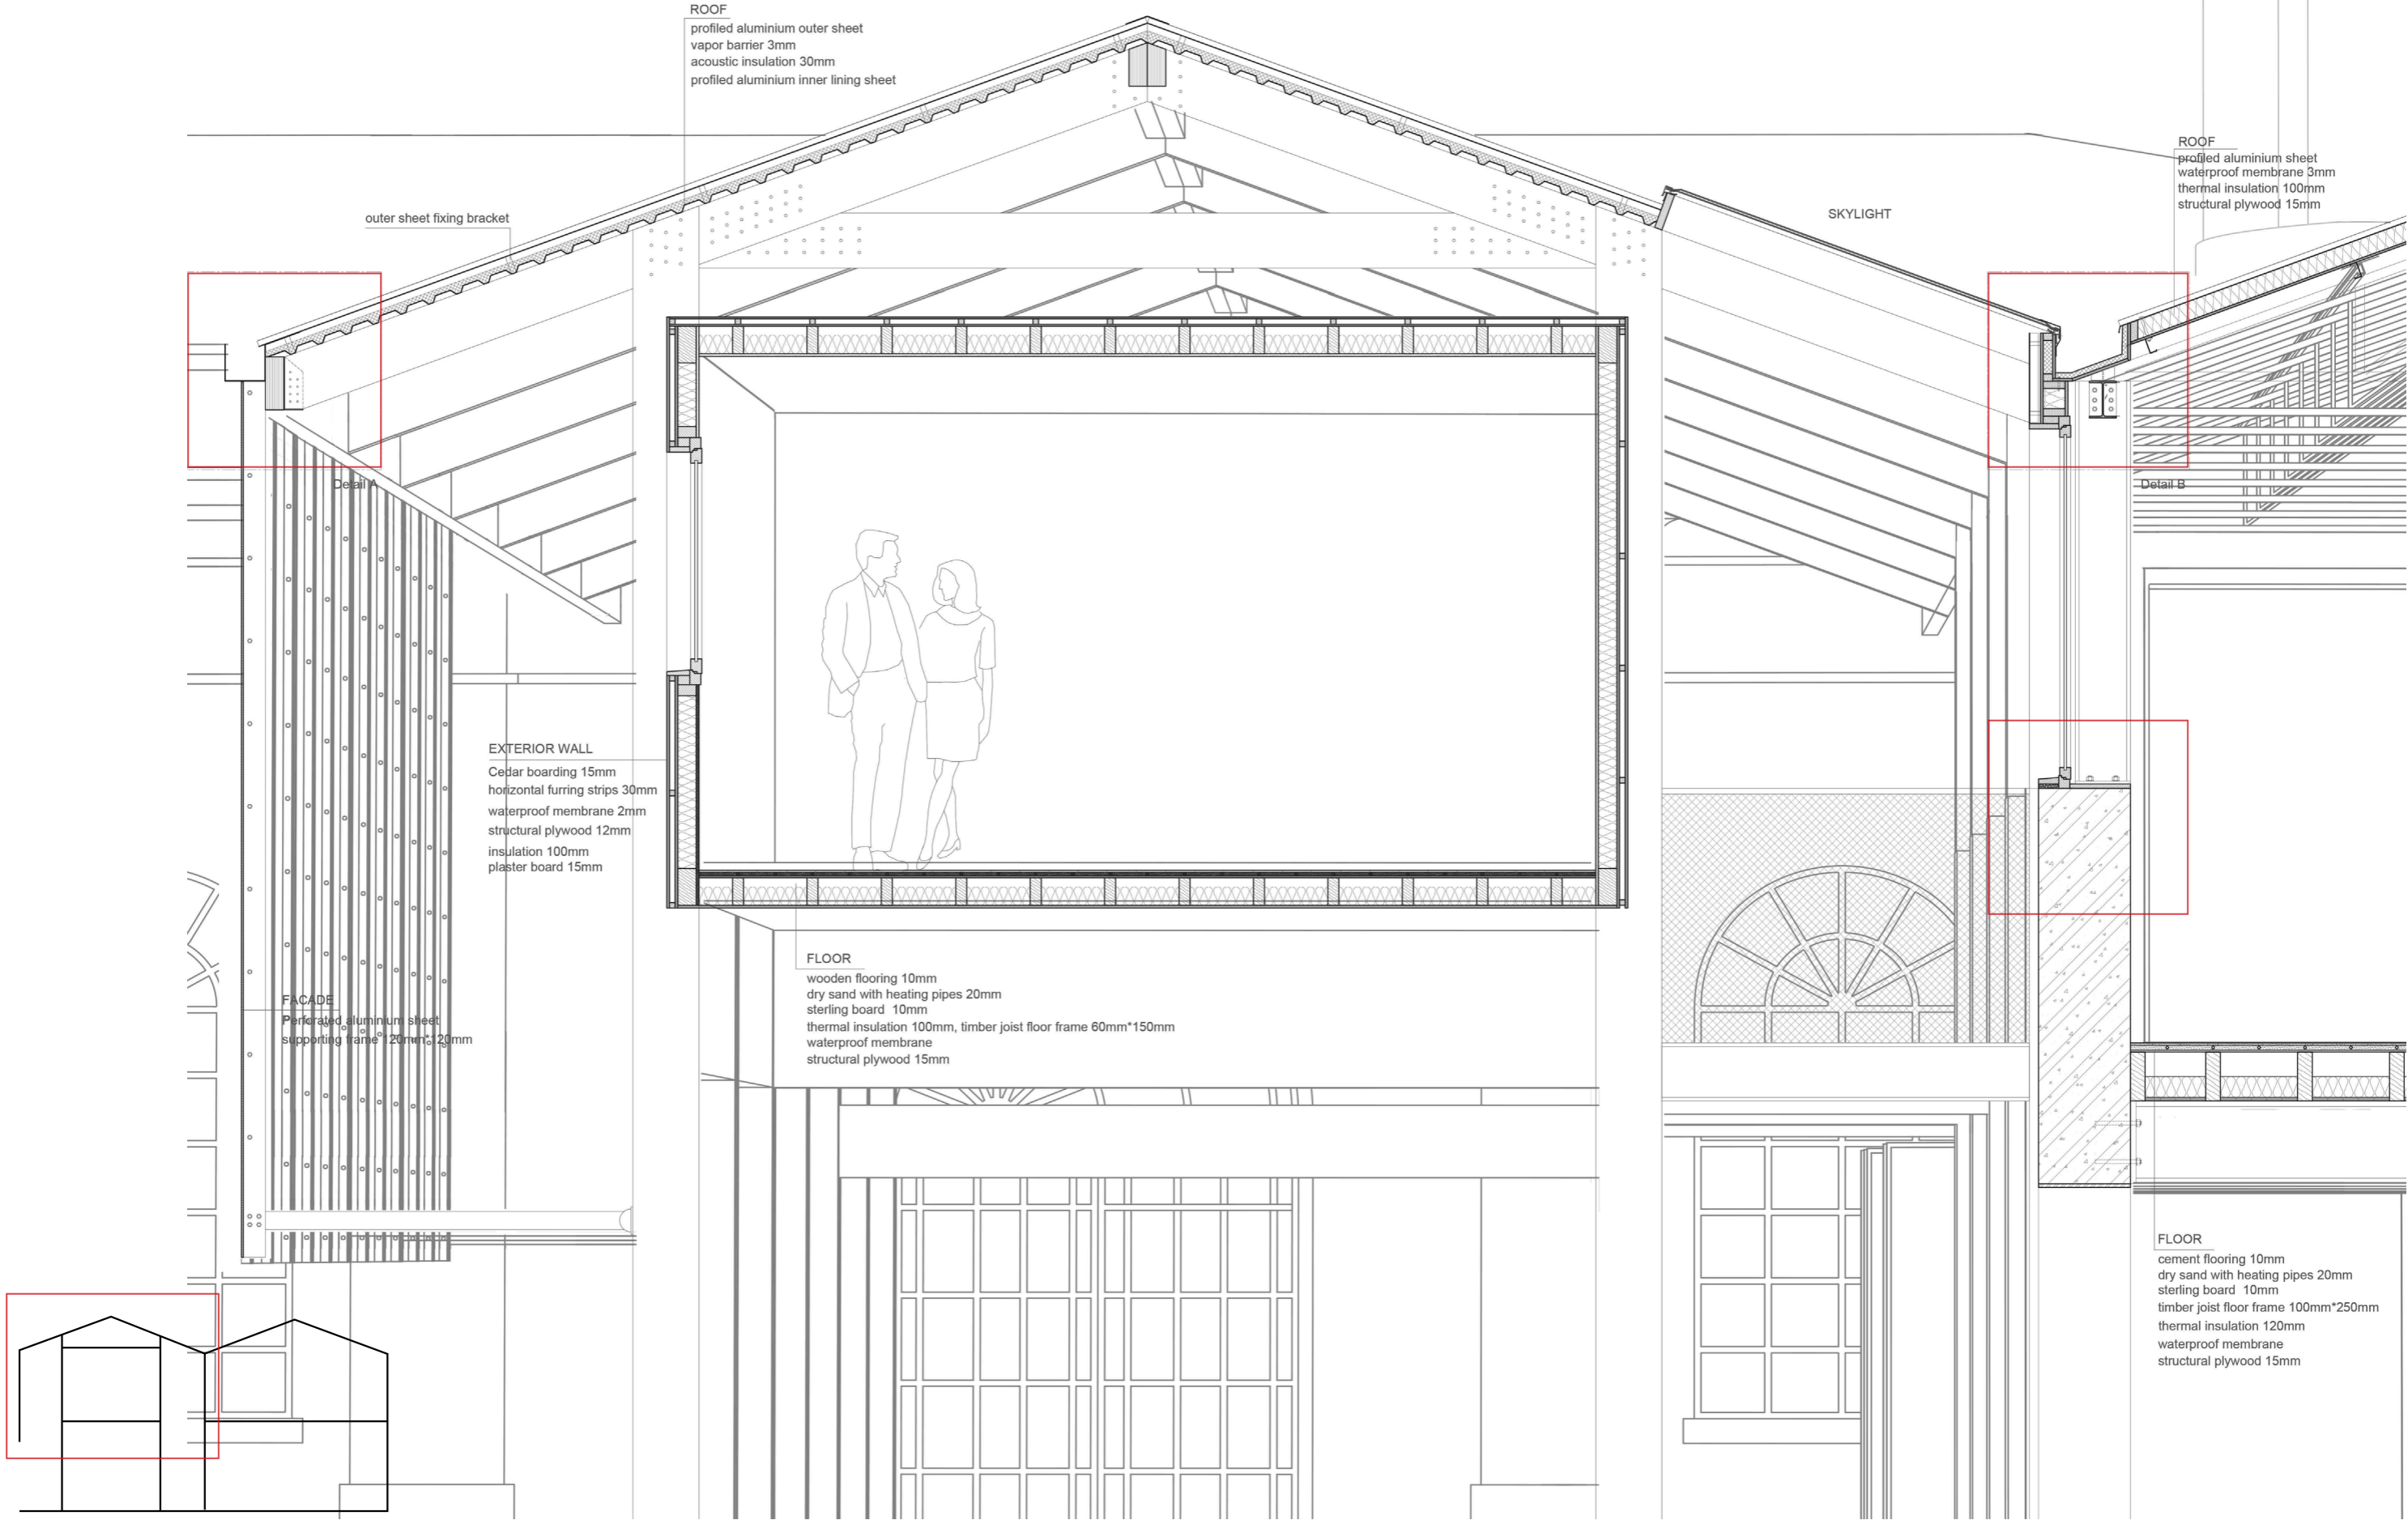 ROOF
profiled aluminium outer sheet
vapor barrier 3mm
acoustic insulation 30mm
profiled aluminium inner lining sheet
ROOF
profiled aluminium sheet
waterproof membrane 3mm
thermal insulation 100mm
structural plywood 15mm
outer sheet fixing bracket
SKYLIGHT
Detail A
Detail B
EXTERIOR WALL
Cedar boarding 15mm
horizontal furring strips 30mm
waterproof membrane 2mm
structural plywood 12mm
insulation 100mm
plaster board 15mm
FLOOR
wooden flooring 10mm
dry sand with heating pipes 20mm
sterling board 10mm
thermal insulation 100mm, timber joist floor frame 60mm*150mm
waterproof membrane
structural plywood 15mm
FACADE
Perforated aluminium sheet
supporting frame 120mm*120mm
FLOOR
cement flooring 10mm
dry sand with heating pipes 20mm
sterling board 10mm
timber joist floor frame 100mm*250mm
thermal insulation 120mm
waterproof membrane
structural plywood 15mm